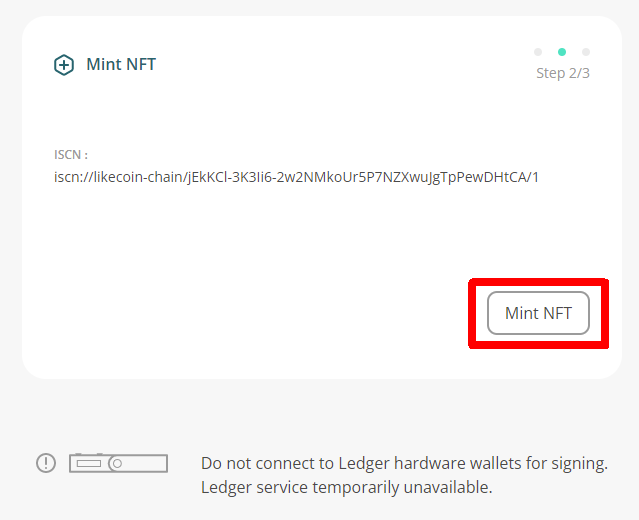 Mint NFT
Step 2/3
ISCN :
iscn://likecoin-chain/jEkKCl-3K3Ii6-2w2NMkoUr5P7NZXwuJgTpPewDHtCA/1
Mint NFT
Do not connect to Ledger hardware wallets for signing.
Ledger service temporarily unavailable.